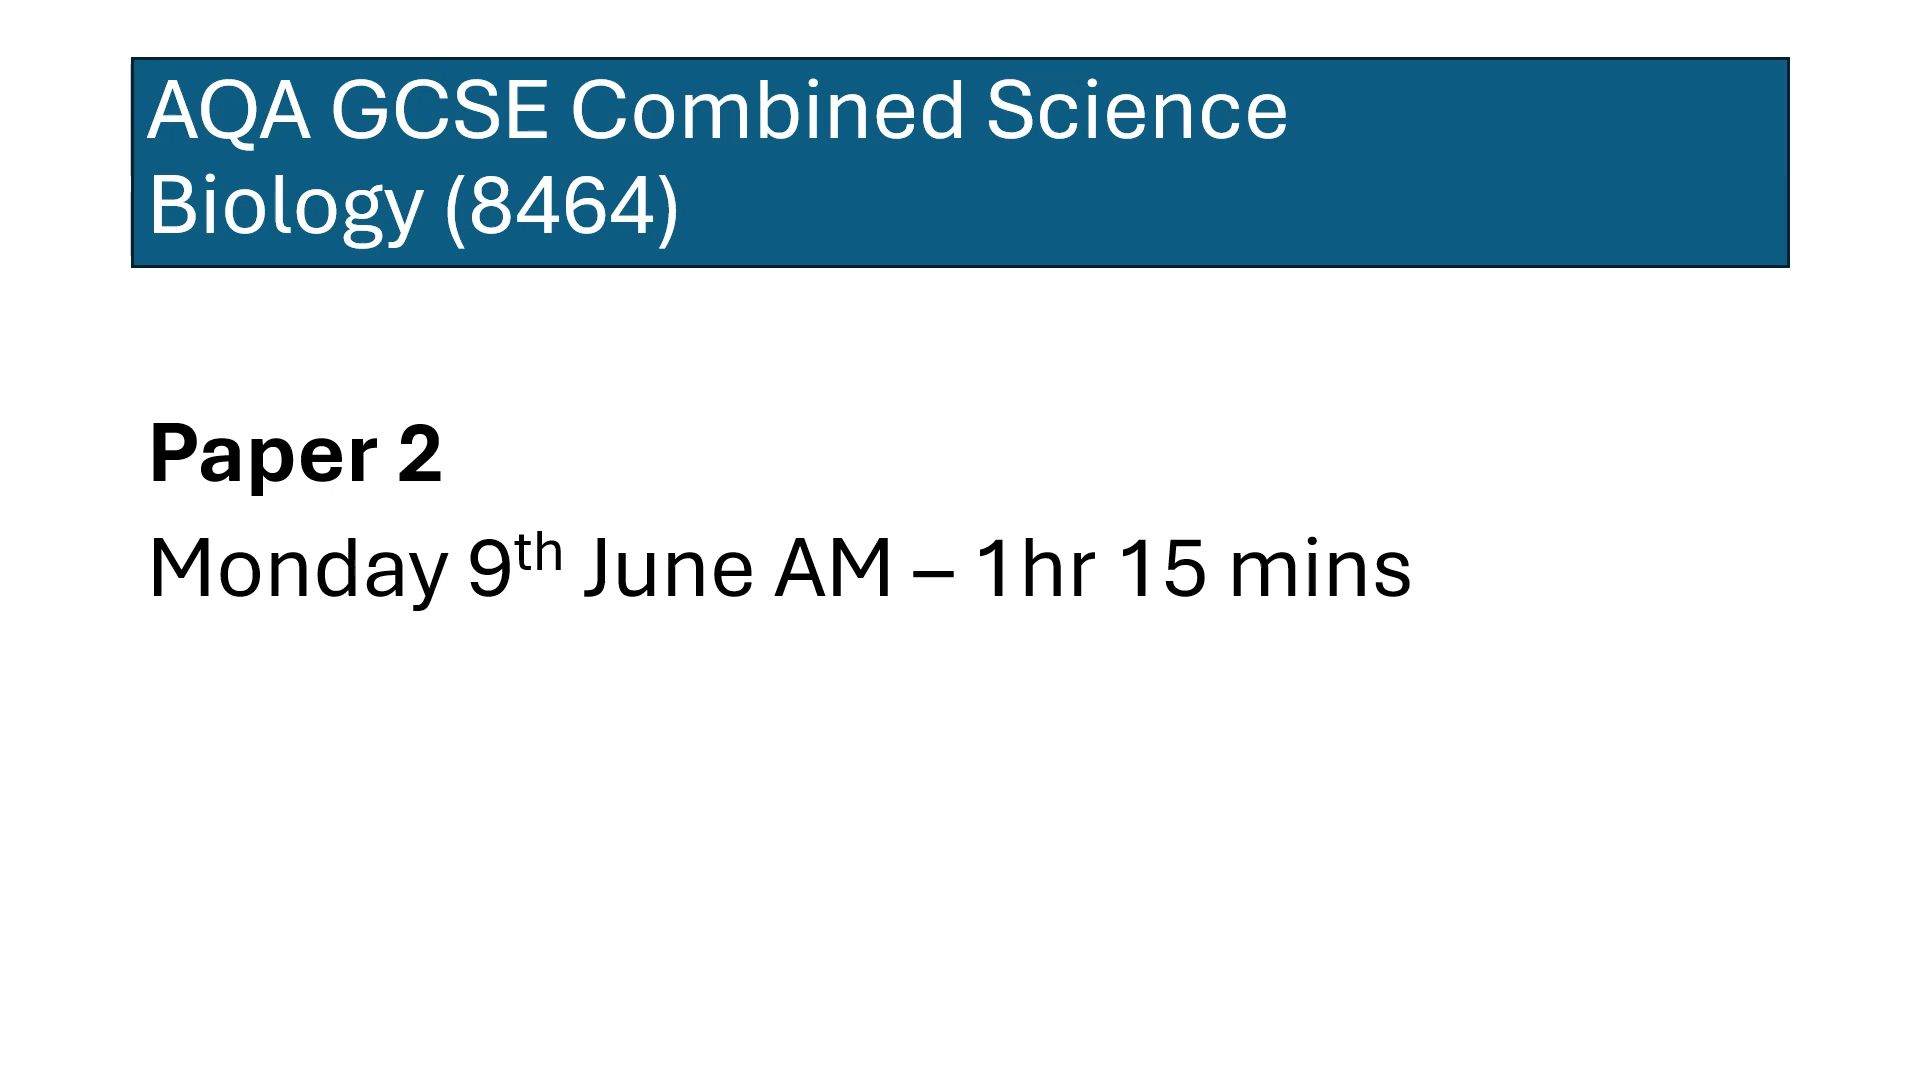 AQA GCSE Combined Science
Biology (8464)
Paper 2
Monday 9th June AM – 1hr 15 mins